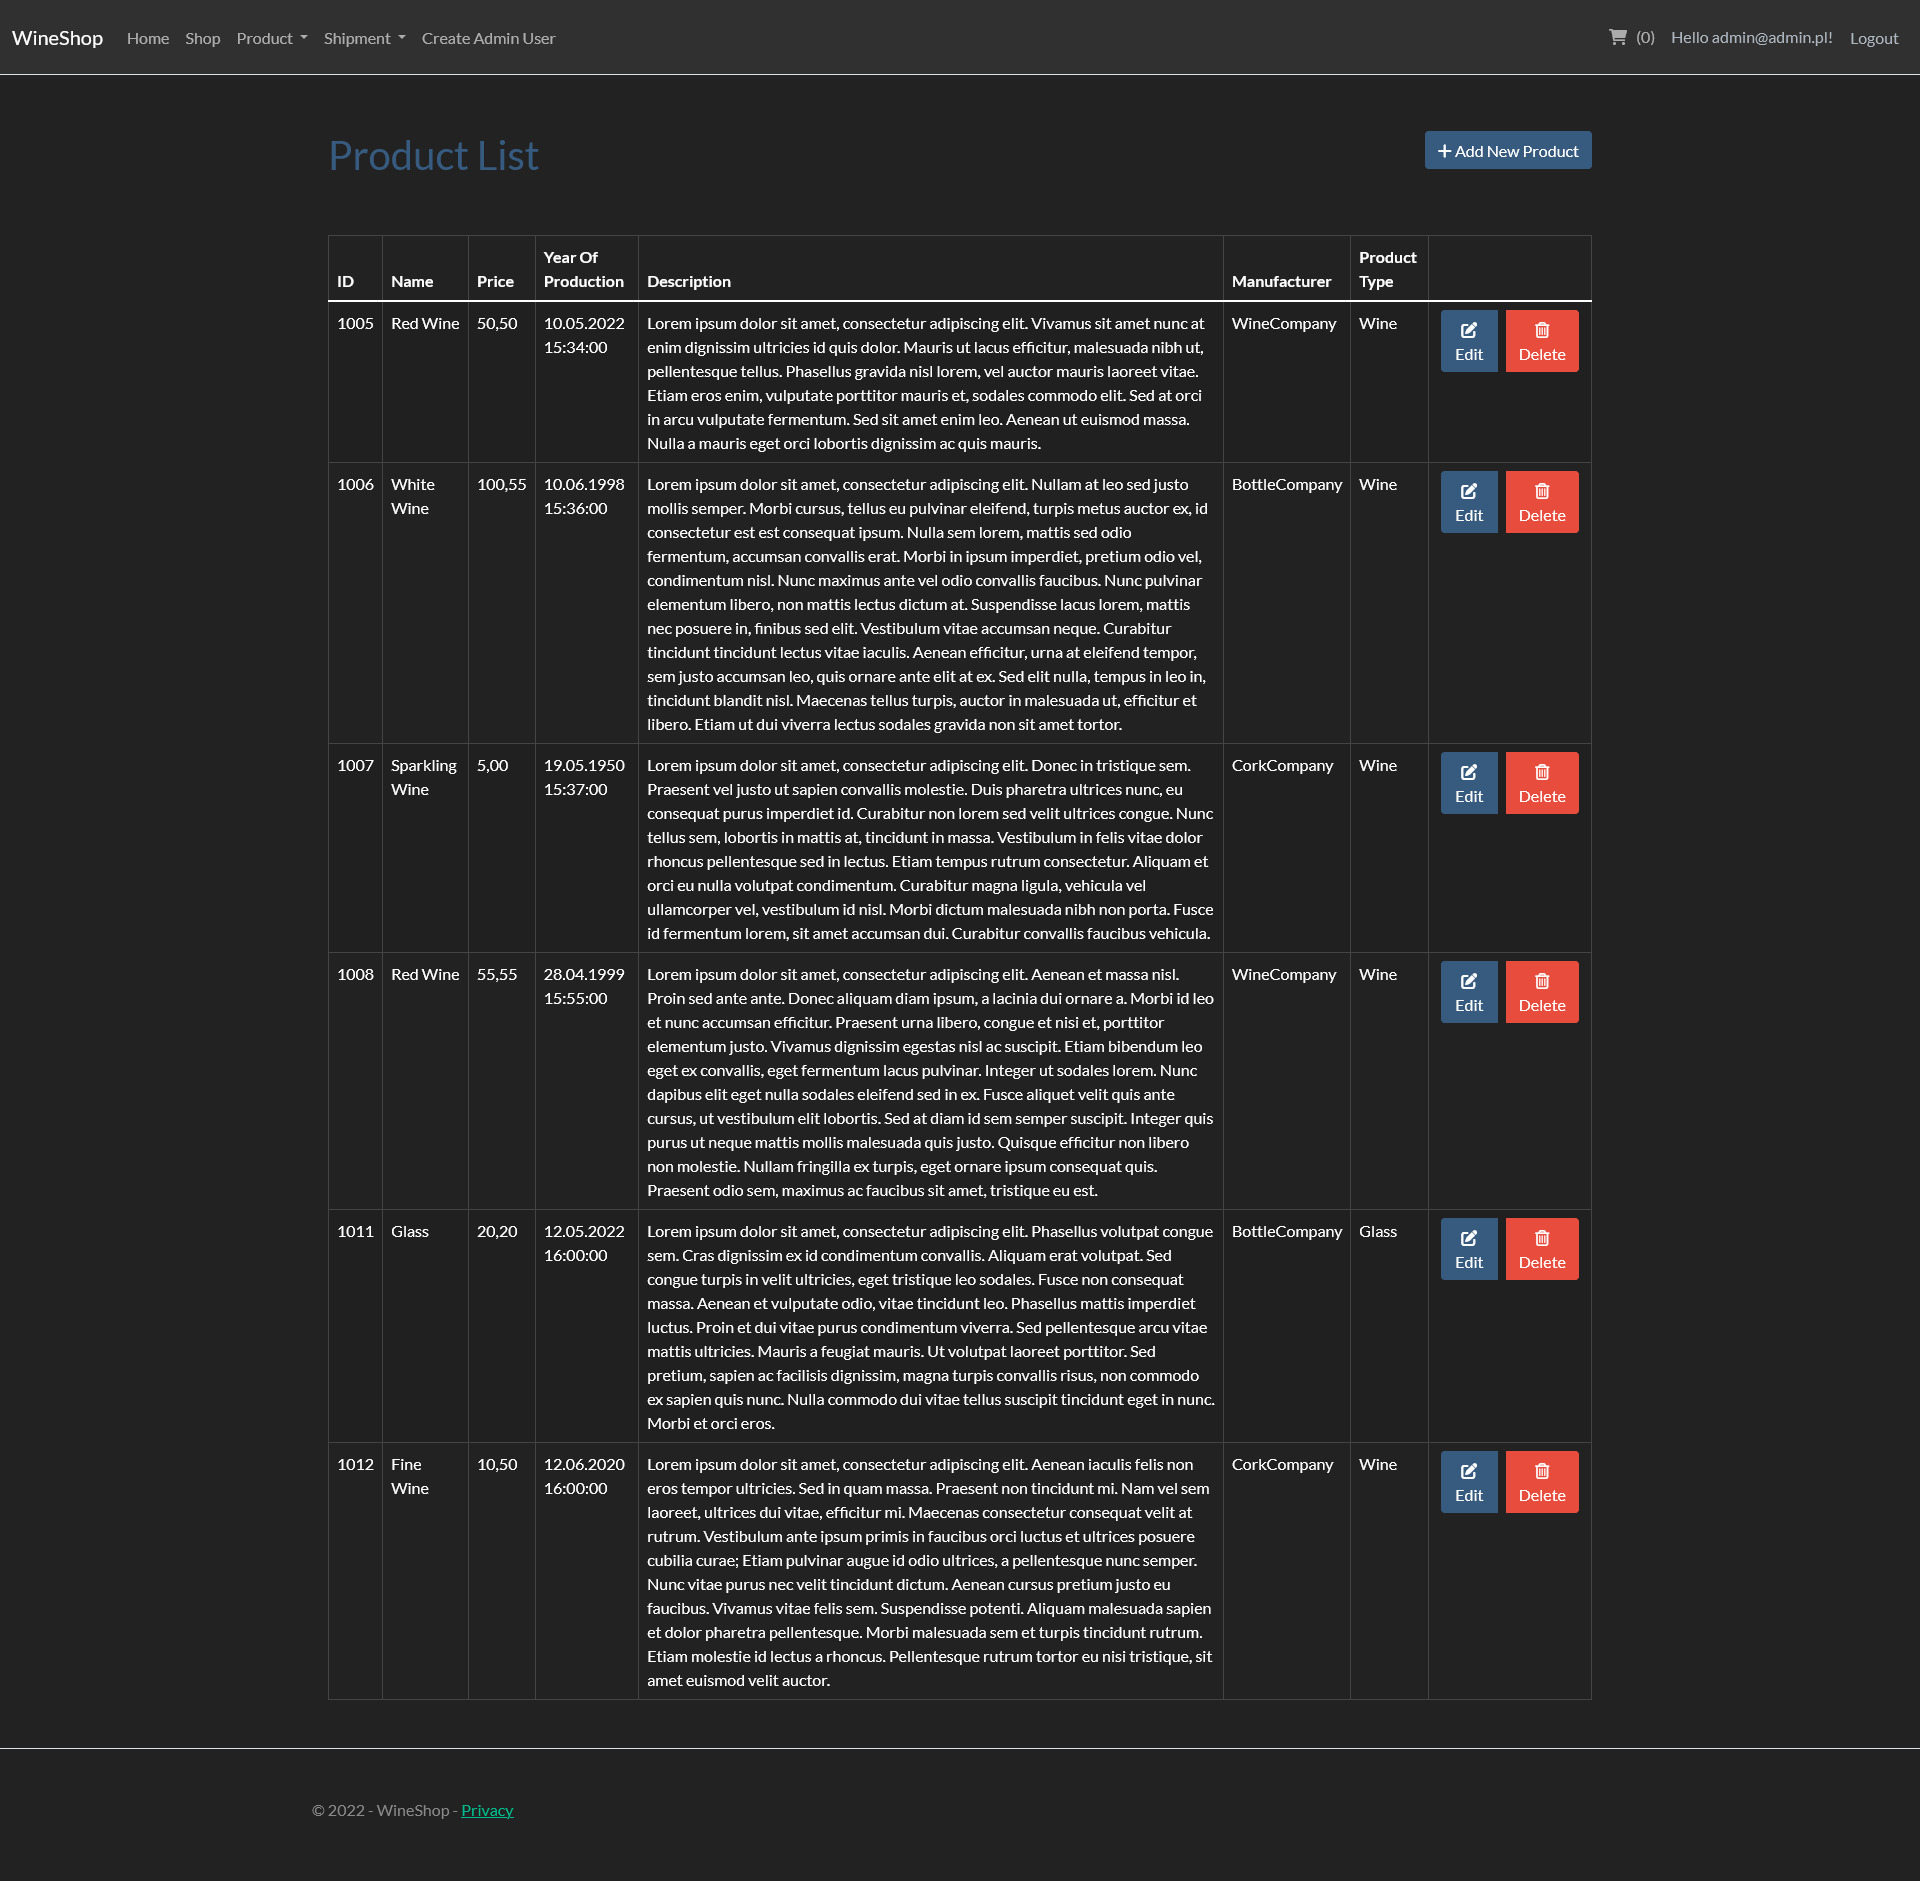 WineShop Home Shop Product Shipment Create Admin User (0) Hello admin@admin.pl! Logout
Product List
Add New Product
ID Name Price Year Of Production Description Manufacturer Product Type
1005 Red Wine 50,50 10.05.2022 15:34:00
Lorem ipsum dolor sit amet, consectetur adipiscing elit. Vivamus sit amet nunc at
enim dignissim ultricies id quis dolor. Mauris ut lacus efficitur, malesuada nibh ut,
pellentesque tellus. Phasellus gravida nisl lorem, vel auctor mauris laoreet vitae.
Etiam eros enim, vulputate porttitor mauris et, sodales commodo elit. Sed at orci
in arcu vulputate fermentum. Sed sit amet enim leo. Aenean ut euismod massa.
Nulla a mauris eget orci lobortis dignissim ac quis mauris.
WineCompany Wine Edit Delete
1006 White Wine 100,55 10.06.1998 15:36:00
Lorem ipsum dolor sit amet, consectetur adipiscing elit. Nullam at leo sed justo
mollis semper. Morbi cursus, tellus eu pulvinar eleifend, turpis metus auctor ex, id
consectetur est est consequat ipsum. Nulla sem lorem, mattis sed odio
fermentum, accumsan convallis erat. Morbi in ipsum imperdiet, pretium odio vel,
condimentum nisl. Nunc maximus ante vel odio convallis faucibus. Nunc pulvinar
elementum libero, non mattis lectus dictum at. Suspendisse lacus lorem, mattis
nec posuere in, finibus sed elit. Vestibulum vitae accumsan neque. Curabitur
tincidunt tincidunt lectus vitae iaculis. Aenean efficitur, urna at eleifend tempor,
sem justo accumsan leo, quis ornare ante elit at ex. Sed elit nulla, tempus in leo in,
tincidunt blandit nisl. Maecenas tellus turpis, auctor in malesuada ut, efficitur et
libero. Etiam ut dui viverra lectus sodales gravida non sit amet tortor.
BottleCompany Wine Edit Delete
1007 Sparkling Wine 5,00 19.05.1950 15:37:00
Lorem ipsum dolor sit amet, consectetur adipiscing elit. Donec in tristique sem.
Praesent vel justo ut sapien convallis molestie. Duis pharetra ultrices nunc, eu
consequat purus imperdiet id. Curabitur non lorem sed velit ultrices congue. Nunc
tellus sem, lobortis in mattis at, tincidunt in massa. Vestibulum in felis vitae dolor
rhoncus pellentesque sed in lectus. Etiam tempus rutrum consectetur. Aliquam et
orci eu nulla volutpat condimentum. Curabitur magna ligula, vehicula vel
ullamcorper vel, vestibulum id nisl. Morbi dictum malesuada nibh non porta. Fusce
id fermentum lorem, sit amet accumsan dui. Curabitur convallis faucibus vehicula.
CorkCompany Wine Edit Delete
1008 Red Wine 55,55 28.04.1999 15:55:00
Lorem ipsum dolor sit amet, consectetur adipiscing elit. Aenean et massa nisl.
Proin sed ante ante. Donec aliquam diam ipsum, a lacinia dui ornare a. Morbi id leo
et nunc accumsan efficitur. Praesent urna libero, congue et nisi et, porttitor
elementum justo. Vivamus dignissim egestas nisl ac suscipit. Etiam bibendum leo
eget ex convallis, eget fermentum lacus pulvinar. Integer ut sodales lorem. Nunc
dapibus elit eget nulla sodales eleifend sed in ex. Fusce aliquet velit quis ante
cursus, ut vestibulum elit lobortis. Sed at diam id sem semper suscipit. Integer quis
purus ut neque mattis mollis malesuada quis justo. Quisque efficitur non libero
non molestie. Nullam fringilla ex turpis, eget ornare ipsum consequat quis.
Praesent odio sem, maximus ac faucibus sit amet, tristique eu est.
WineCompany Wine Edit Delete
1011 Glass 20,20 12.05.2022 16:00:00
Lorem ipsum dolor sit amet, consectetur adipiscing elit. Phasellus volutpat congue
sem. Cras dignissim ex id condimentum convallis. Aliquam erat volutpat. Sed
congue turpis in velit ultricies, eget tristique leo sodales. Fusce non consequat
massa. Aenean et vulputate odio, vitae tincidunt leo. Phasellus mattis imperdiet
luctus. Proin et dui vitae purus condimentum viverra. Sed pellentesque arcu vitae
mattis ultricies. Mauris a feugiat mauris. Ut volutpat laoreet porttitor. Sed
pretium, sapien ac facilisis dignissim, magna turpis convallis risus, non commodo
ex sapien quis nunc. Nulla commodo dui vitae tellus suscipit tincidunt eget in nunc.
Morbi et orci eros.
BottleCompany Glass Edit Delete
1012 Fine Wine 10,50 12.06.2020 16:00:00
Lorem ipsum dolor sit amet, consectetur adipiscing elit. Aenean iaculis felis non
eros tempor ultricies. Sed in quam massa. Praesent non tincidunt mi. Nam vel sem
laoreet, ultrices dui vitae, efficitur mi. Maecenas consectetur consequat velit at
rutrum. Vestibulum ante ipsum primis in faucibus orci luctus et ultrices posuere
cubilia curae; Etiam pulvinar augue id odio ultrices, a pellentesque nunc semper.
Nunc vitae purus nec velit tincidunt dictum. Aenean cursus pretium justo eu
faucibus. Vivamus vitae felis sem. Suspendisse potenti. Aliquam malesuada sapien
et dolor pharetra pellentesque. Morbi malesuada sem et turpis tincidunt rutrum.
Etiam molestie id lectus a rhoncus. Pellentesque rutrum tortor eu nisi tristique, sit
amet euismod velit auctor.
CorkCompany Wine Edit Delete
© 2022 - WineShop - Privacy